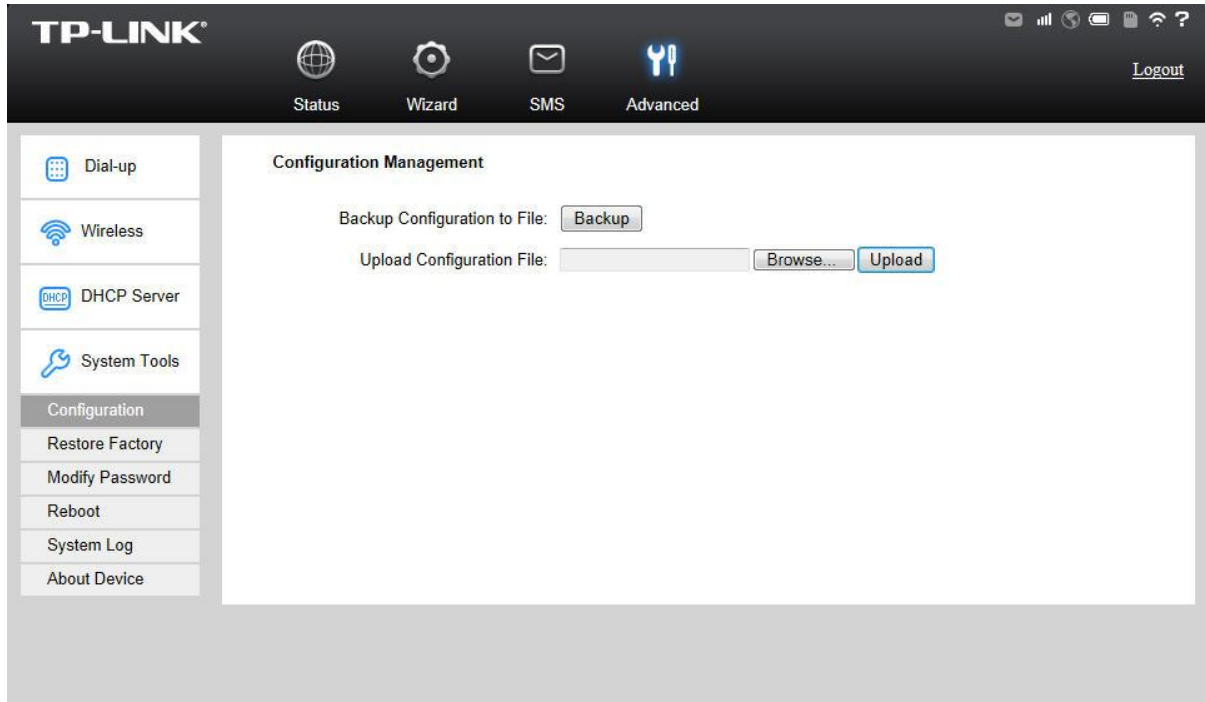 TP-LINK®
?
Logout
Status Wizard SMS Advanced
Dial-up
Wireless
DHCP DHCP Server
System Tools
Configuration
Restore Factory
Modify Password
Reboot
System Log
About Device
Configuration Management
Backup Configuration to File: Backup
Upload Configuration File: Browse... Upload